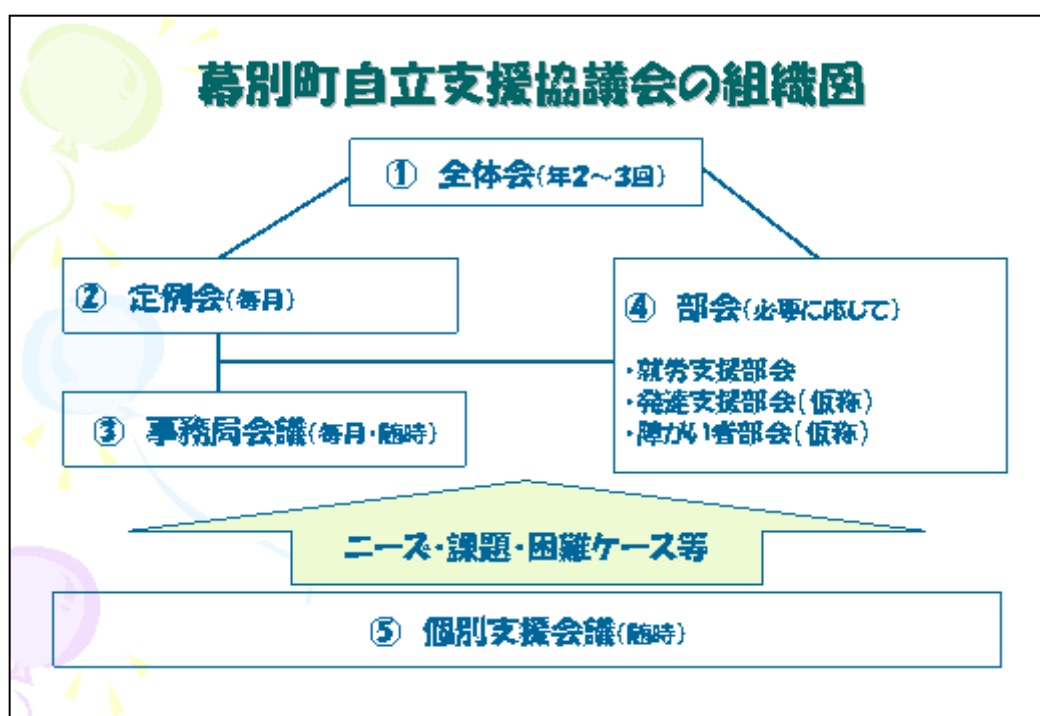 幕別町自立支援協議会の組織図
① 全体会(年2～3回)
② 定例会(毎月)
③ 事務局会議(毎月・随時)
④ 部会(必要に応じて)
・就労支援部会
・発達支援部会(仮称)
・障がい者部会(仮称)
ニーズ・課題・困難ケース等
⑤ 個別支援会議(随時)